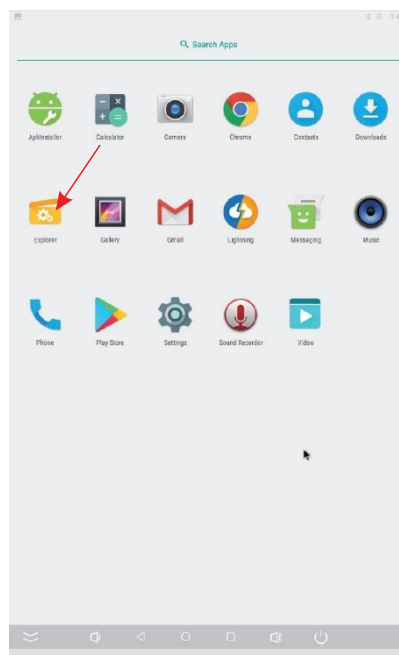 Search Apps
ApkInstaller Calculator Camera Chrome Contacts Downloads
Explorer Gallery Gmail Lightning Messaging Music
Phone Play Store Settings Sound Recorder Video